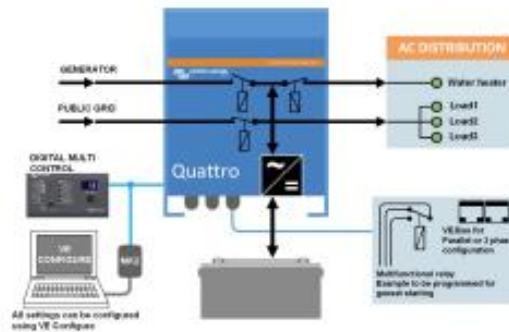 AC DISTRIBUTION
GENERATOR
Water heater
PUBLIC GRID
Load1
Load2
Load3
DIGITAL MULTI
CONTROL
Quattro
VE.Bus for
Parallel or 3 phase
configuration
VE
CONFIGURE
MK2
Multifunctional relay
Example to be programmed for
genset starting
All settings can be configured
using VE Configure